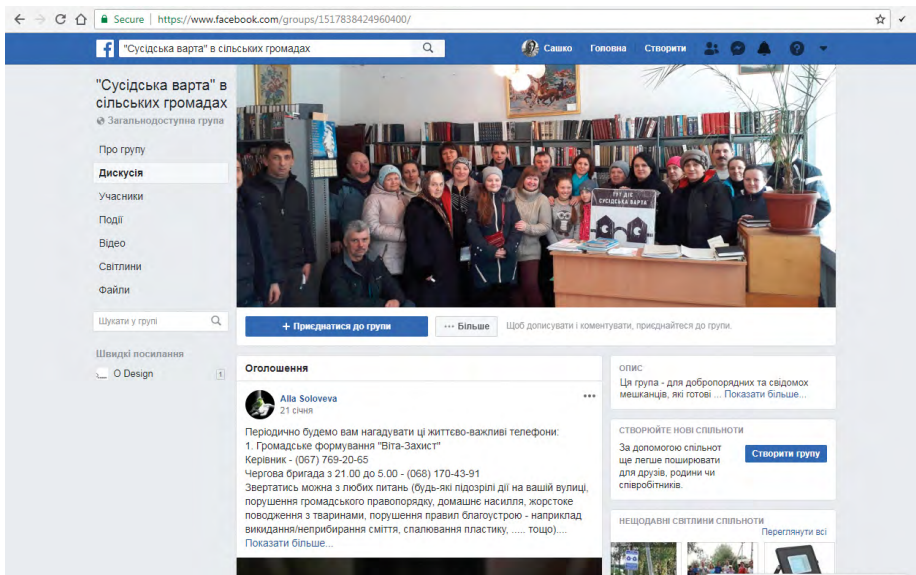 Secure | https://www.facebook.com/groups/1517838424960400/
"Сусідська варта" в сільських громадах
Сашко Головна Створити
"Сусідська варта" в
сільських громадах
Загальнодоступна група
Про групу
Дискусія
Учасники
Події
Відео
Світлини
Файли
Шукати у групі
Швидкі посилання
O Design 1
ТУТ ДІЄ
СУСІДСЬКА ВАРТА
+ Приєднатися до групи
••• Більше
Щоб дописувати і коментувати, приєднайтеся до групи.
Оголошення
Alla Soloveva
21 січня
Періодично будемо вам нагадувати ці життєво-важливі телефони:
1. Громадське формування "Віта-Захист"
Керівник - (067) 769-20-65
Чергова бригада з 21.00 до 5.00 - (068) 170-43-91
Звертатись можна з любих питань (будь-які підозрілі дії на вашій вулиці,
порушення громадського правопорядку, домашнє насилля, жорстоке
поводження з тваринами, порушення правил благоустрою - наприклад
викидання/неприбирання сміття, спалювання пластику, ..... тощо)....
Показати більше...
ОПИС
Ця група - для добропорядних та свідомих
мешканців, які готові ... Показати більше...
СТВОРЮЙТЕ НОВІ СПІЛЬНОТИ
За допомогою спільнот
ще легше поширювати
для друзів, родини чи
співробітників.
Створити групу
НЕЩОДАВНІ СВІТЛИНИ СПІЛЬНОТИ
Переглянути всі